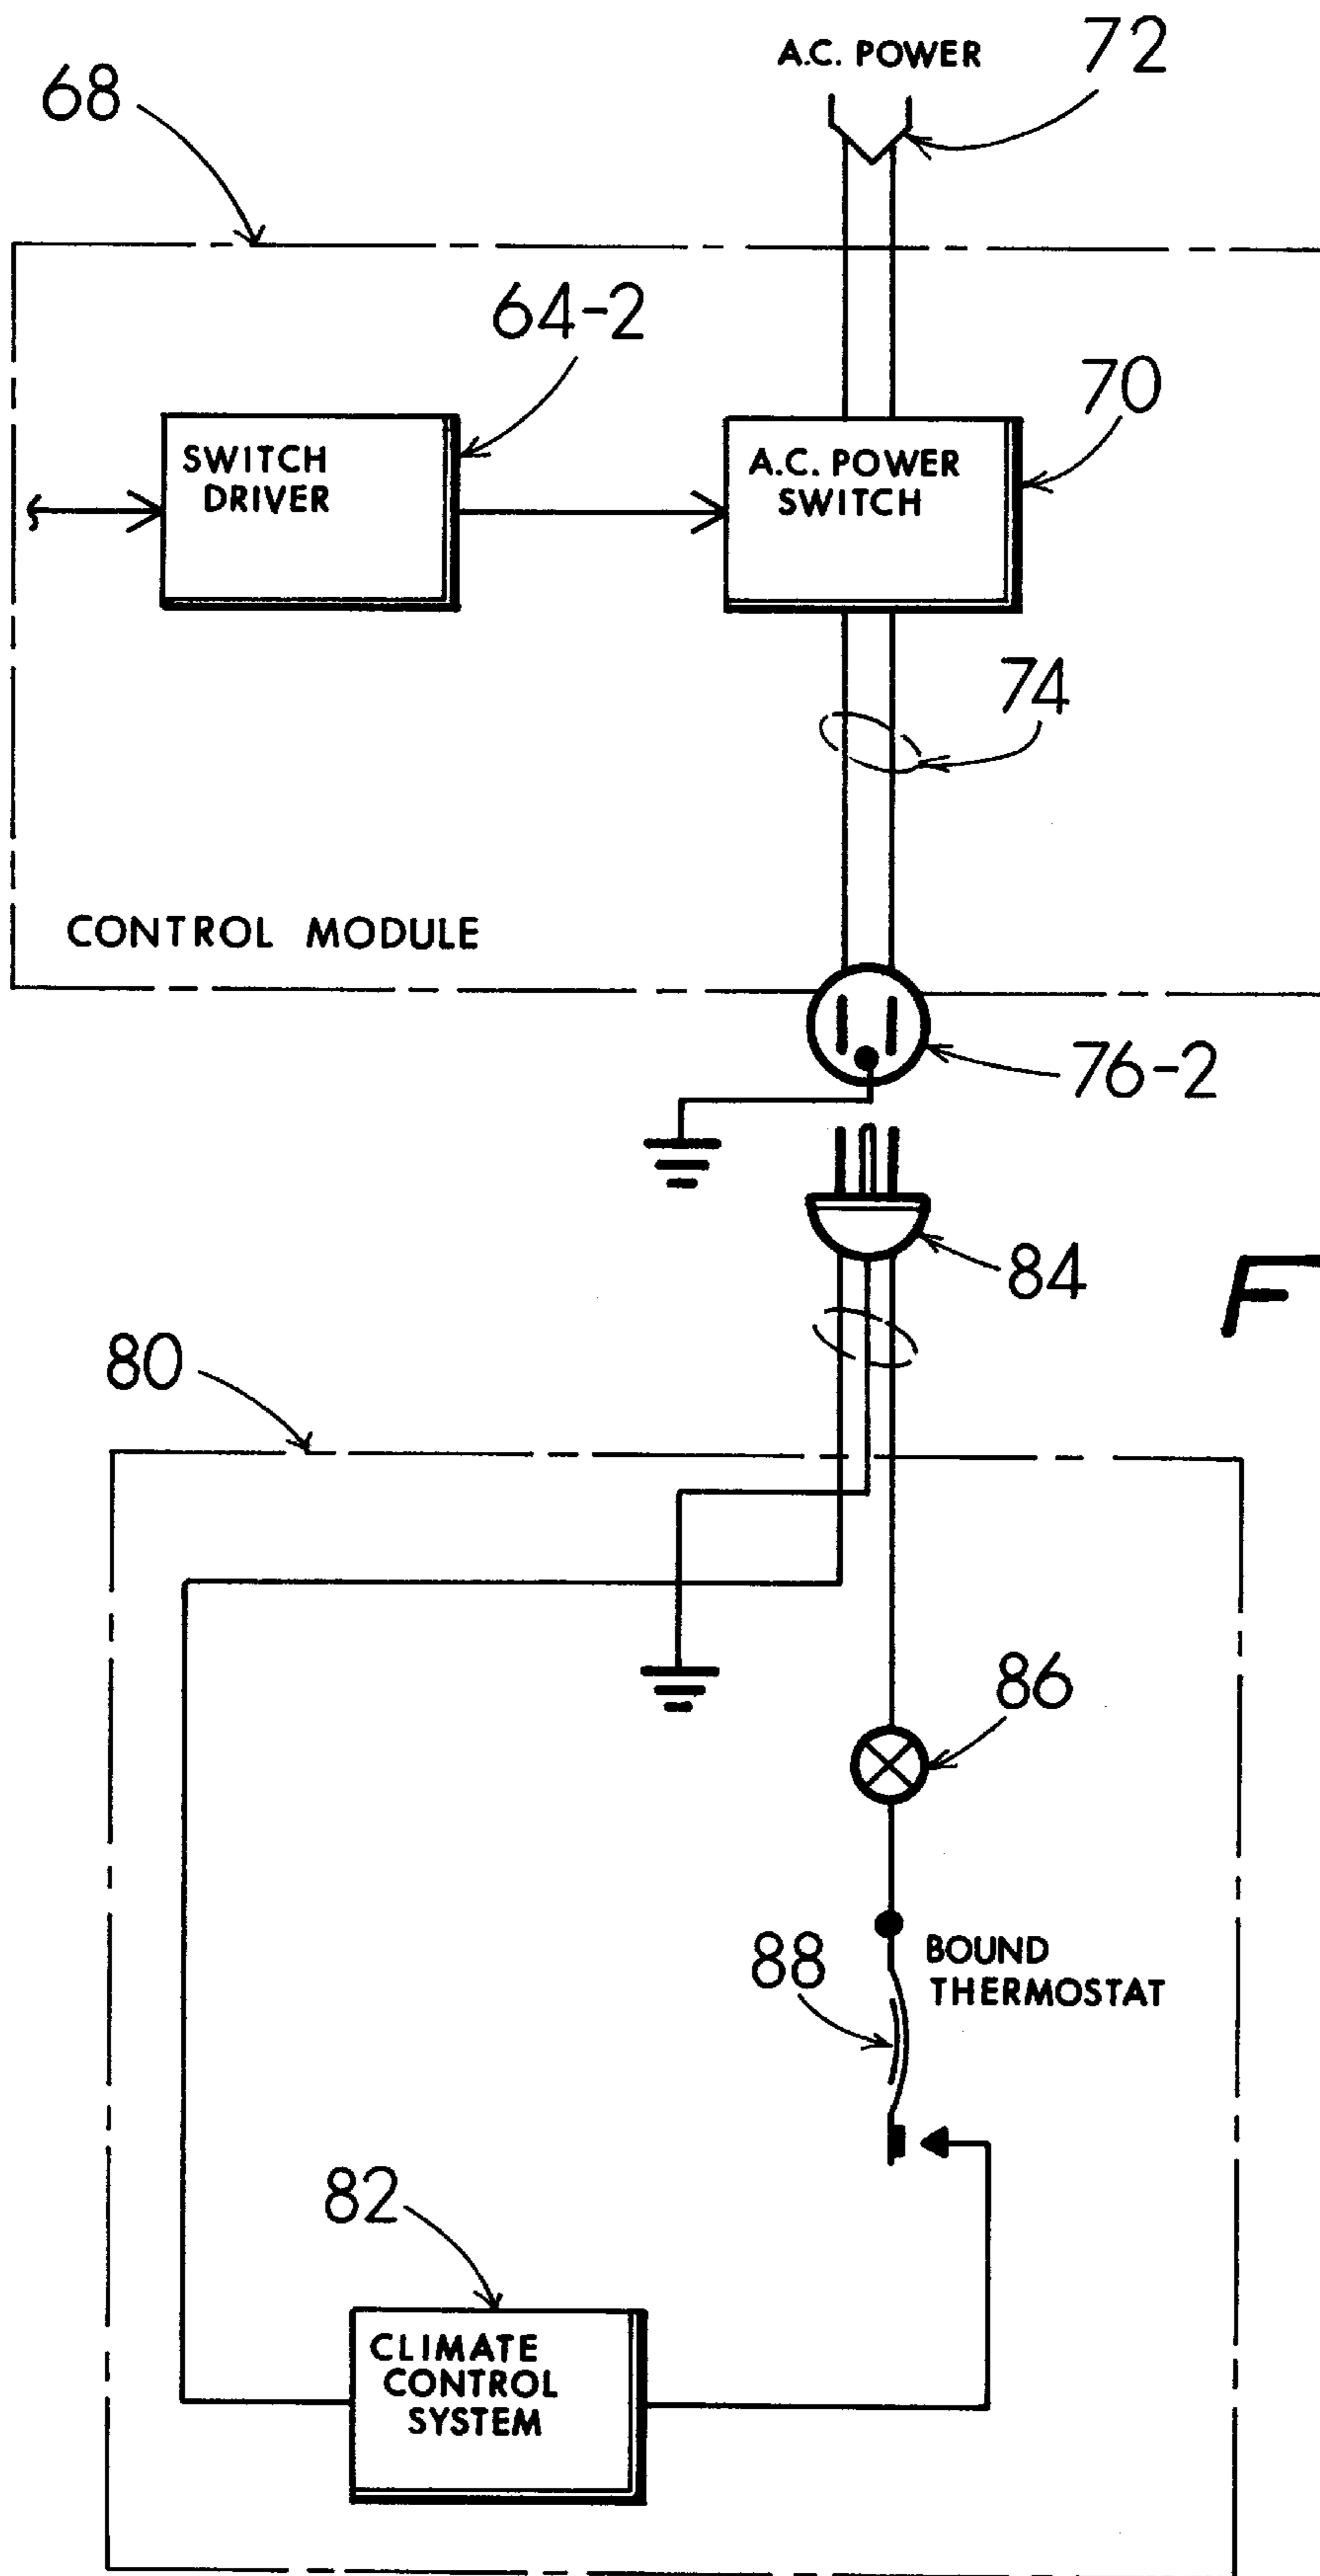 A.C. POWER
72
68
64-2
70
SWITCH
DRIVER
A.C. POWER
SWITCH
74
CONTROL MODULE
76-2
84
F
80
86
88
BOUND
THERMOSTAT
82
CLIMATE
CONTROL
SYSTEM